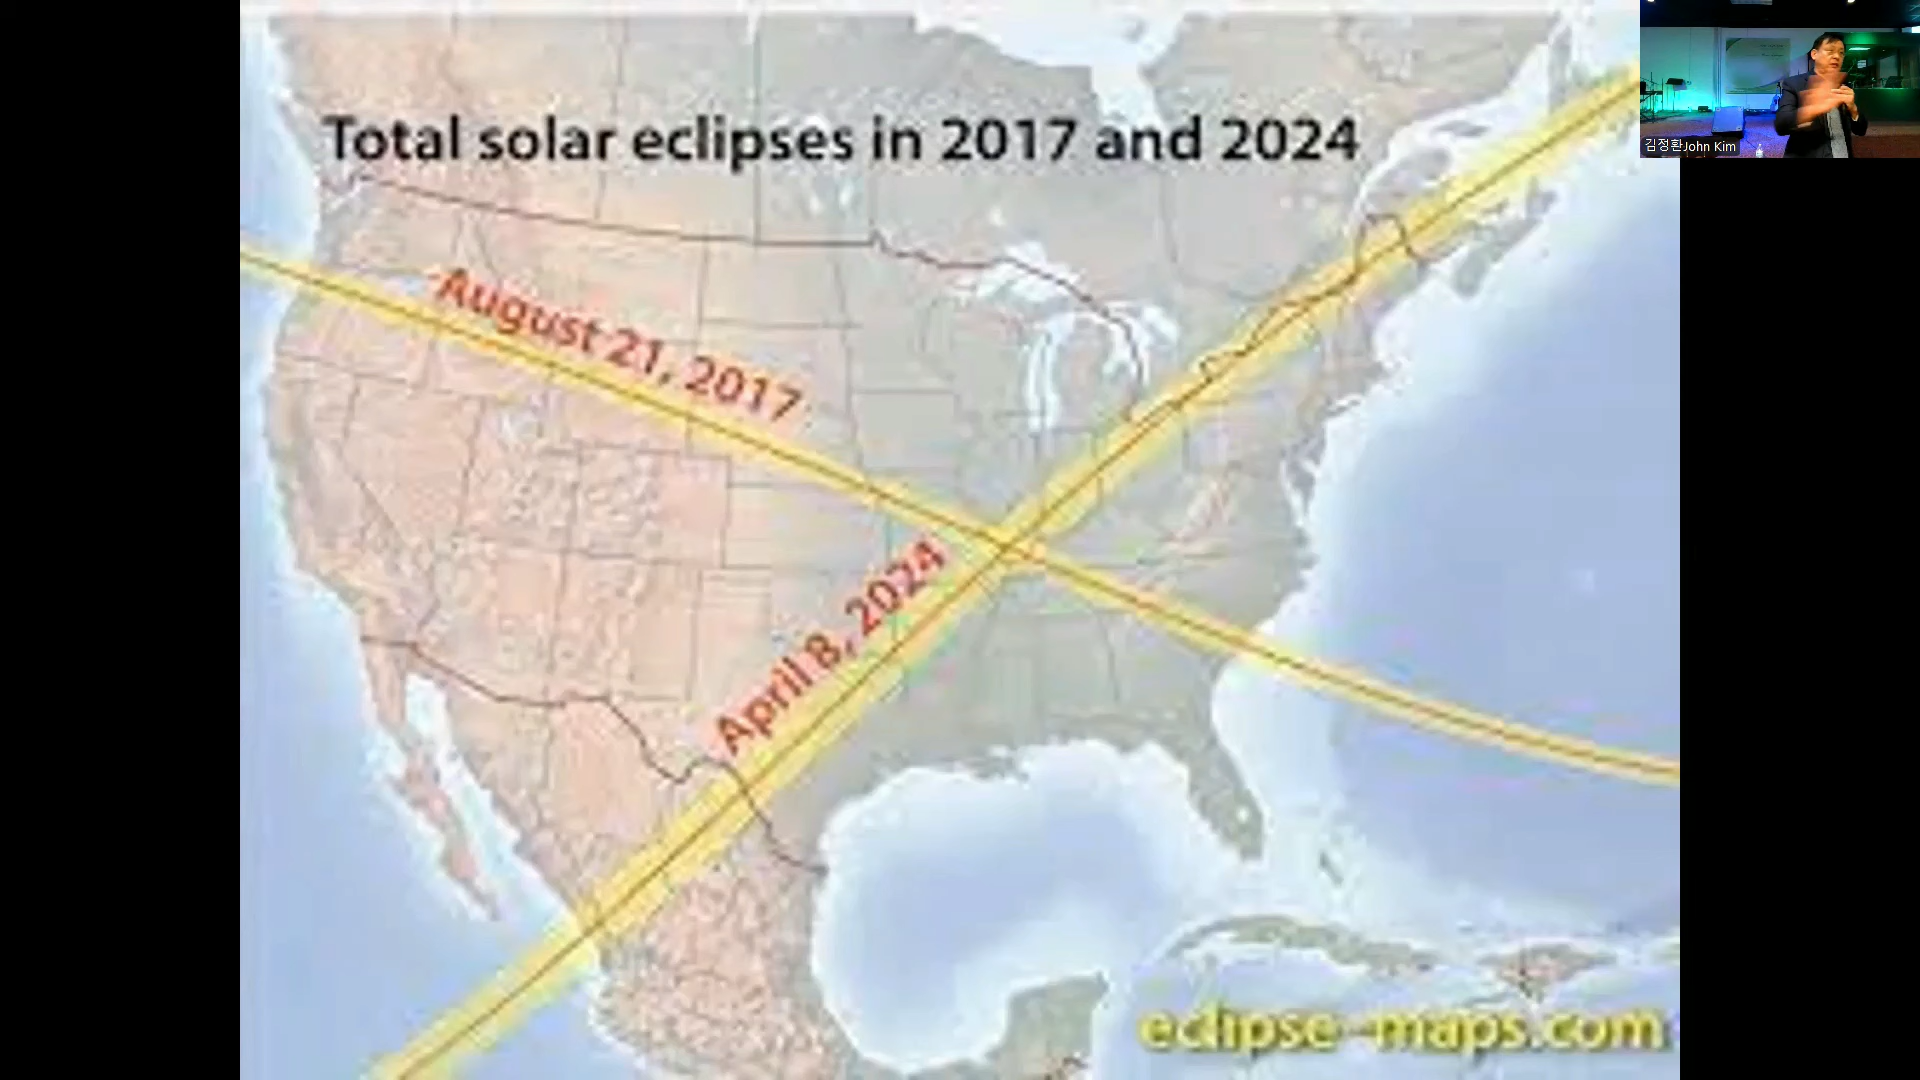 김정환John Kim
Total solar eclipses in 2017 and 2024
August 21, 2017
April 8, 2024
eclipse-maps.com